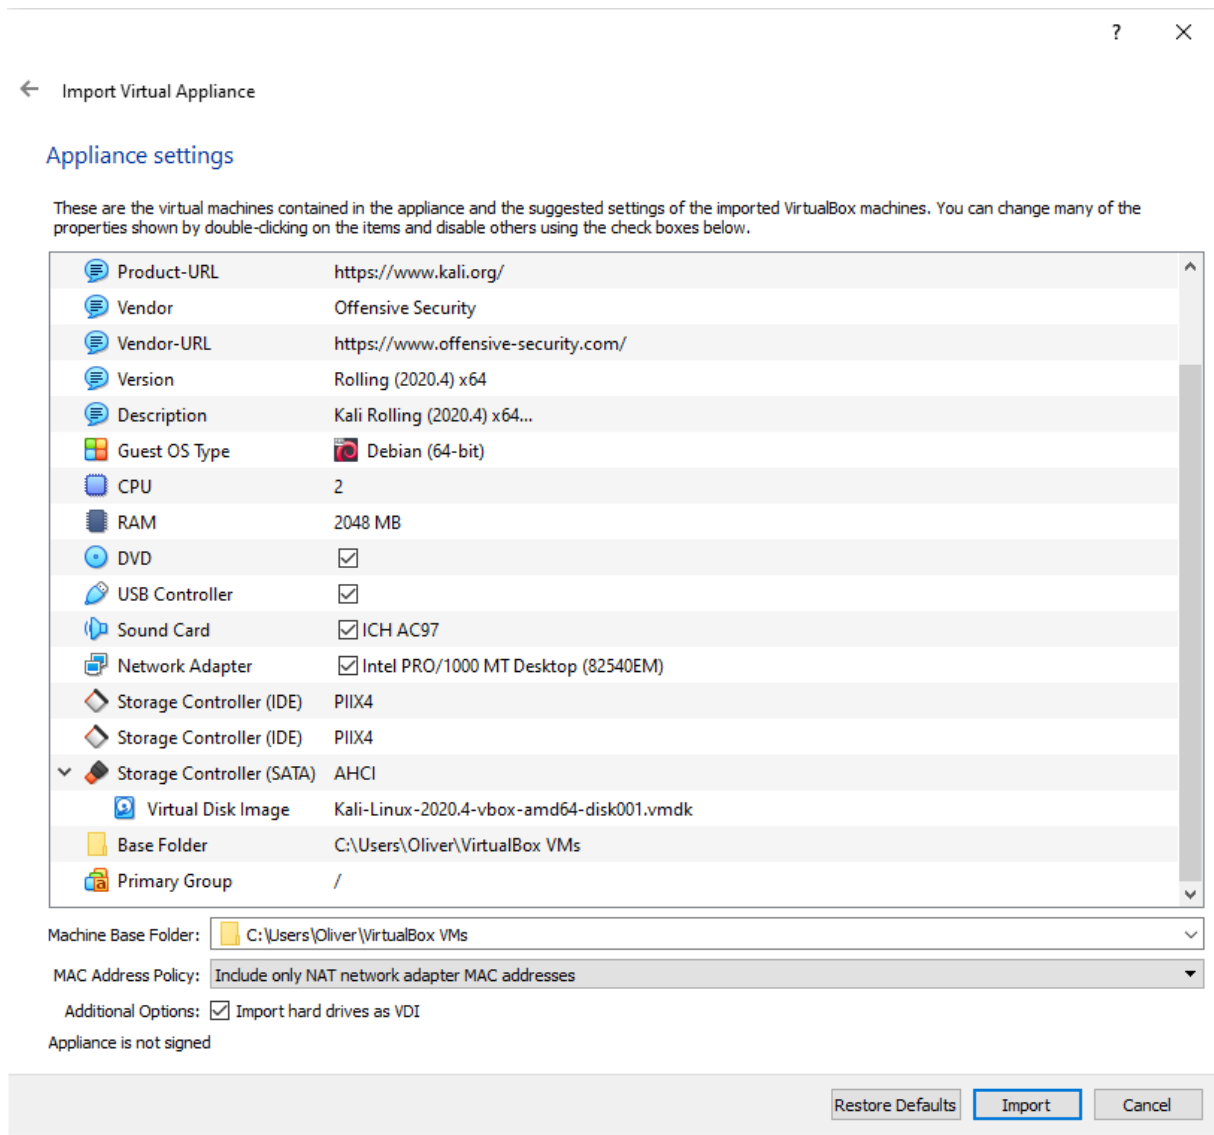 ?
Import Virtual Appliance
Appliance settings
These are the virtual machines contained in the appliance and the suggested settings of the imported VirtualBox machines. You can change many of the
properties shown by double-clicking on the items and disable others using the check boxes below.
Product-URL https://www.kali.org/
Vendor Offensive Security
Vendor-URL https://www.offensive-security.com/
Version Rolling (2020.4) x64
Description Kali Rolling (2020.4) x64...
Guest OS Type Debian (64-bit)
CPU 2
RAM 2048 MB
DVD
USB Controller
Sound Card ICH AC97
Network Adapter Intel PRO/1000 MT Desktop (82540EM)
Storage Controller (IDE) PIIX4
Storage Controller (IDE) PIIX4
Storage Controller (SATA) AHCI
Virtual Disk Image Kali-Linux-2020.4-vbox-amd64-disk001.vmdk
Base Folder C:\Users\Oliver\VirtualBox VMs
Primary Group /
Machine Base Folder: C:\Users\Oliver\VirtualBox VMs
MAC Address Policy: Include only NAT network adapter MAC addresses
Additional Options: Import hard drives as VDI
Appliance is not signed
Restore Defaults Import Cancel